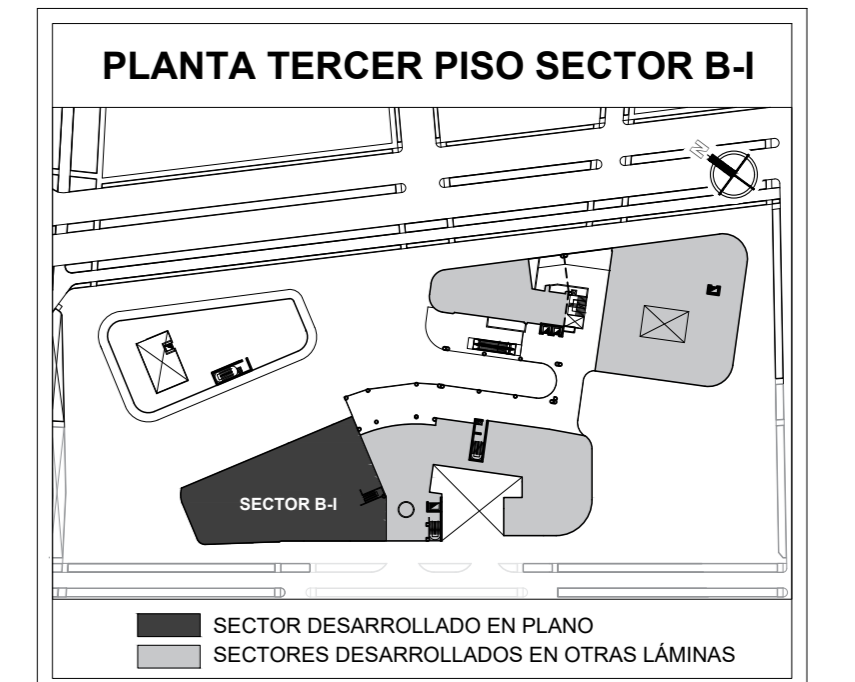 PLANTA TERCER PISO SECTOR B-I
N
SECTOR B-I
SECTOR DESARROLLADO EN PLANO
SECTORES DESARROLLADOS EN OTRAS LÁMINAS